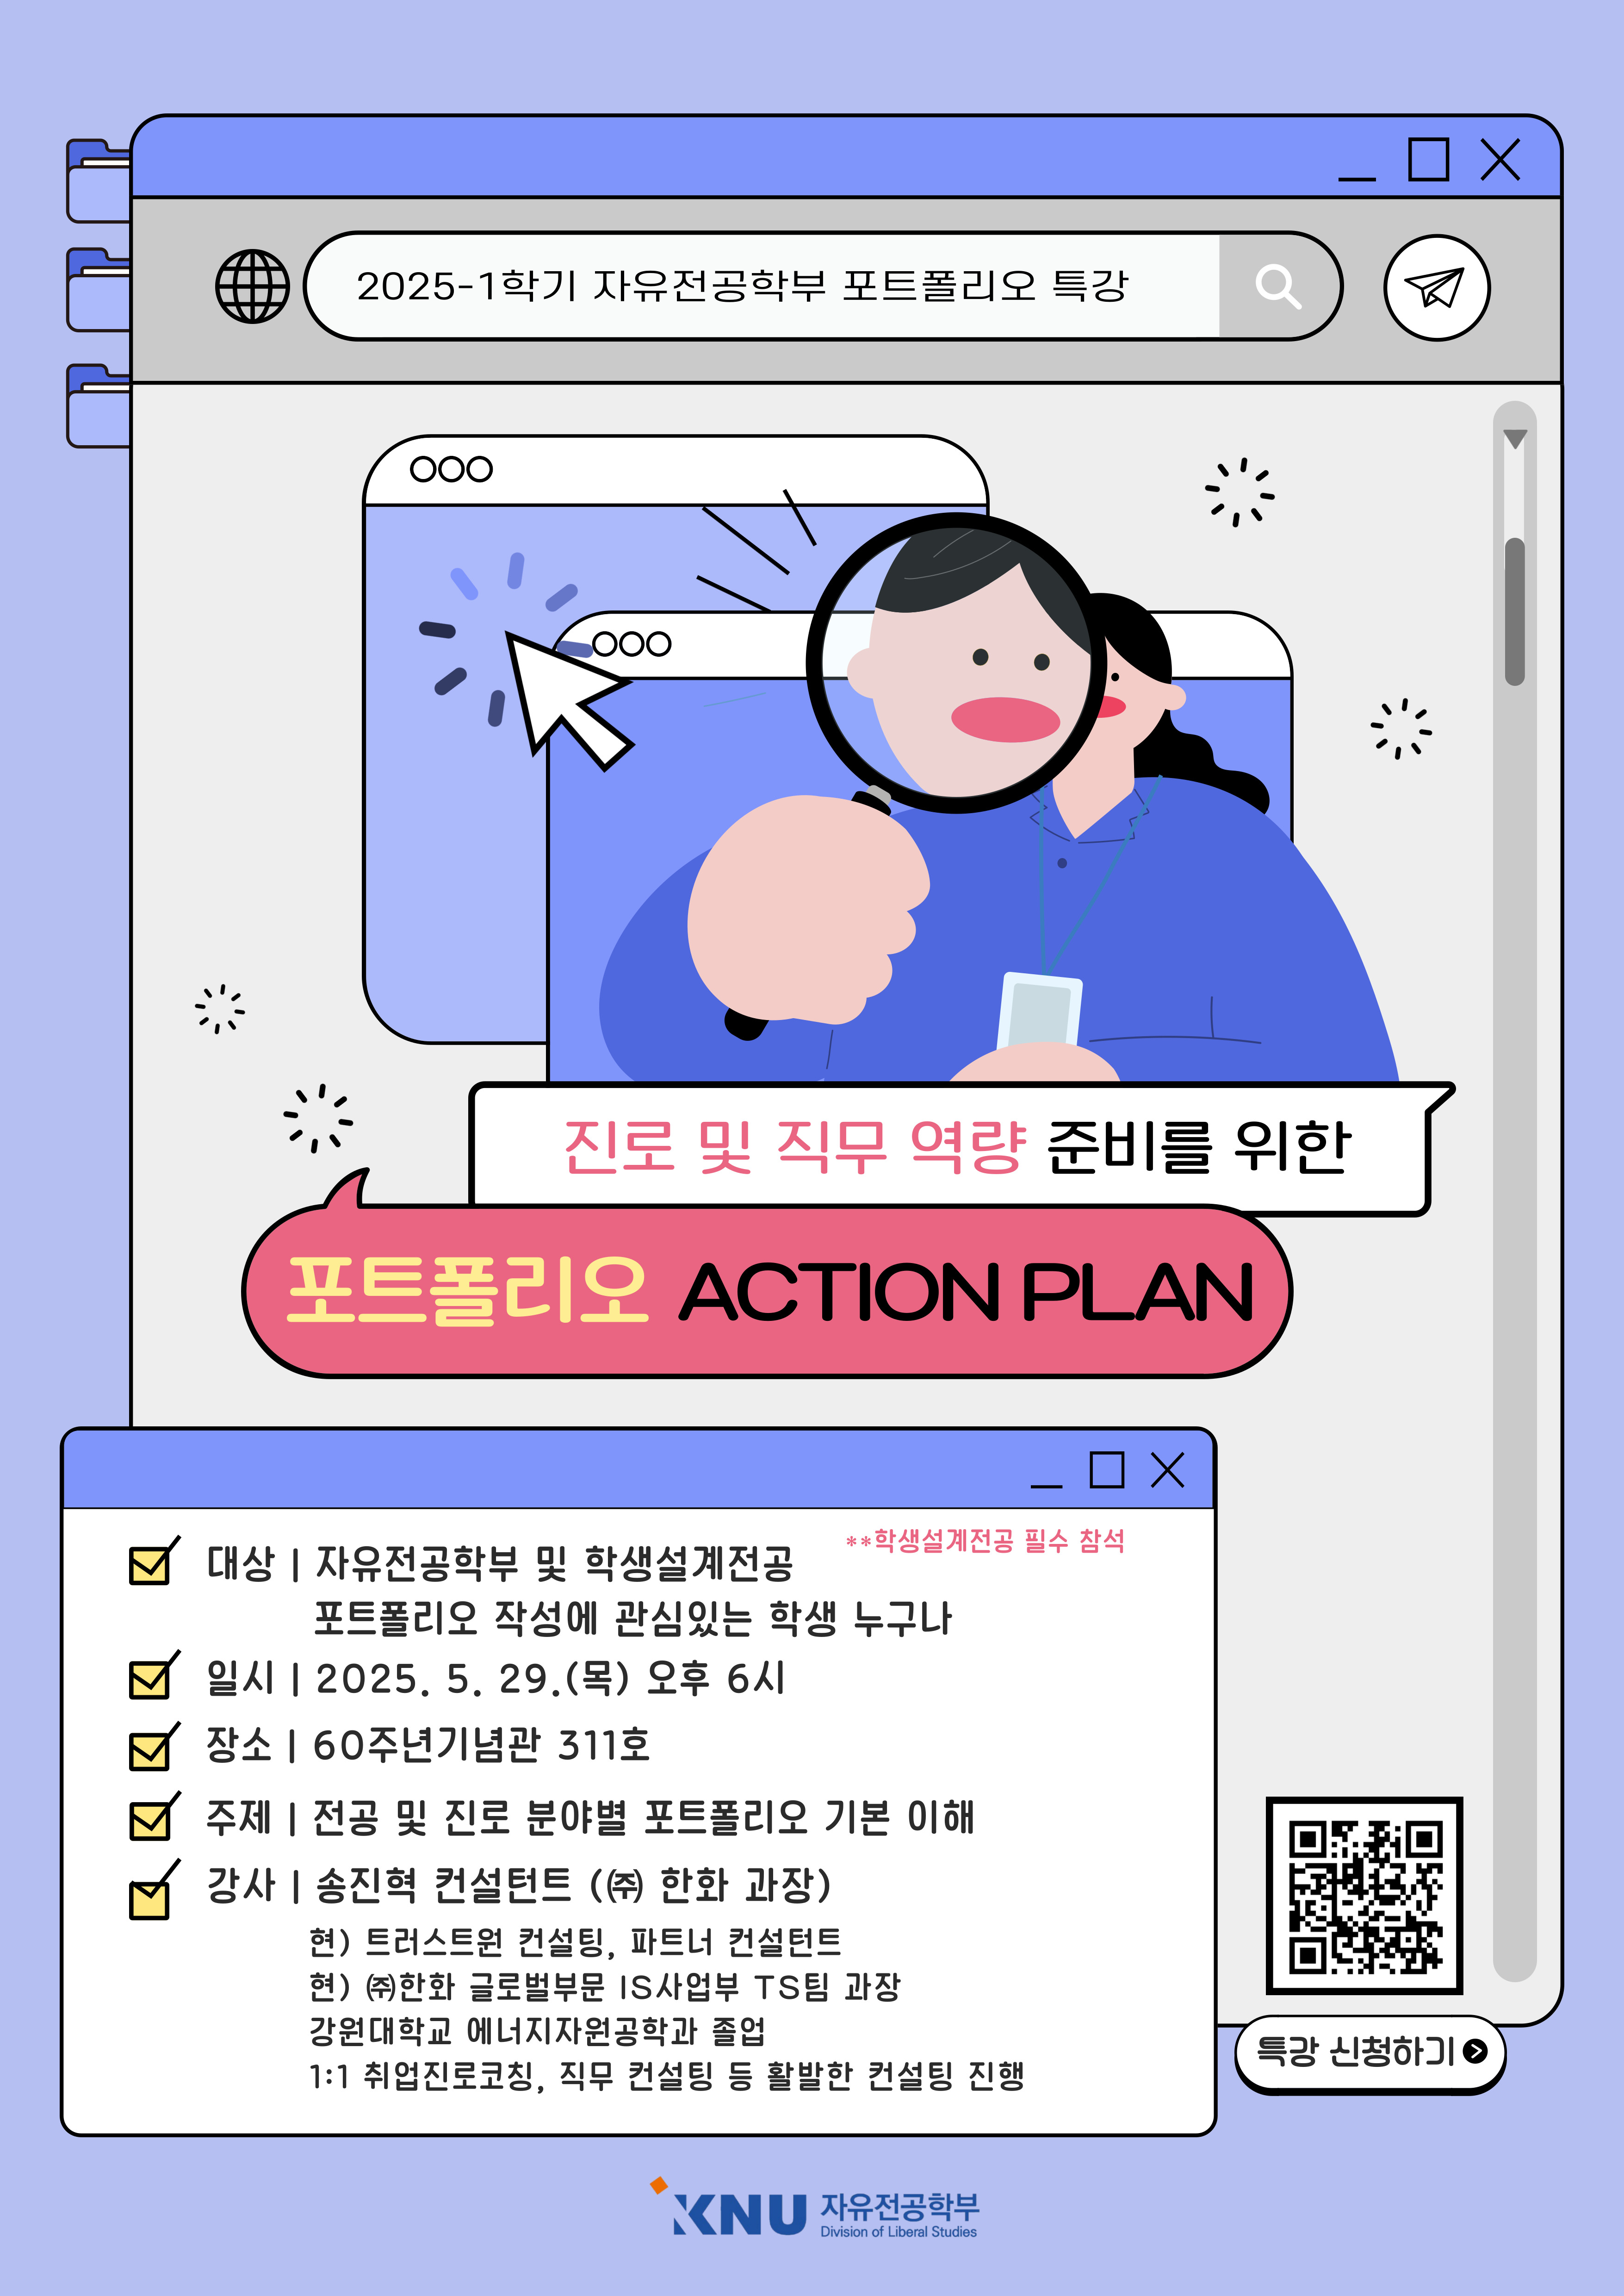 2025-1학기 자유전공학부 포트폴리오 특강
진로 및 직무 역량 준비를 위한
포트폴리오 ACTION PLAN
**학생설계전공 필수 참석
대상 | 자유전공학부 및 학생설계전공
포트폴리오 작성에 관심있는 학생 누구나
일시 | 2025. 5. 29.(목) 오후 6시
장소 | 60주년기념관 311호
주제 | 전공 및 진로 분야별 포트폴리오 기본 이해
강사 | 송진혁 컨설턴트 (㈜ 한화 과장)
현) 트러스트원 컨설팅, 파트너 컨설턴트
현) ㈜한화 글로벌부문 IS사업부 TS팀 과장
강원대학교 에너지자원공학과 졸업
1:1 취업진로코칭, 직무 컨설팅 등 활발한 컨설팅 진행
특강 신청하기
KNU 자유전공학부
Division of Liberal Studies